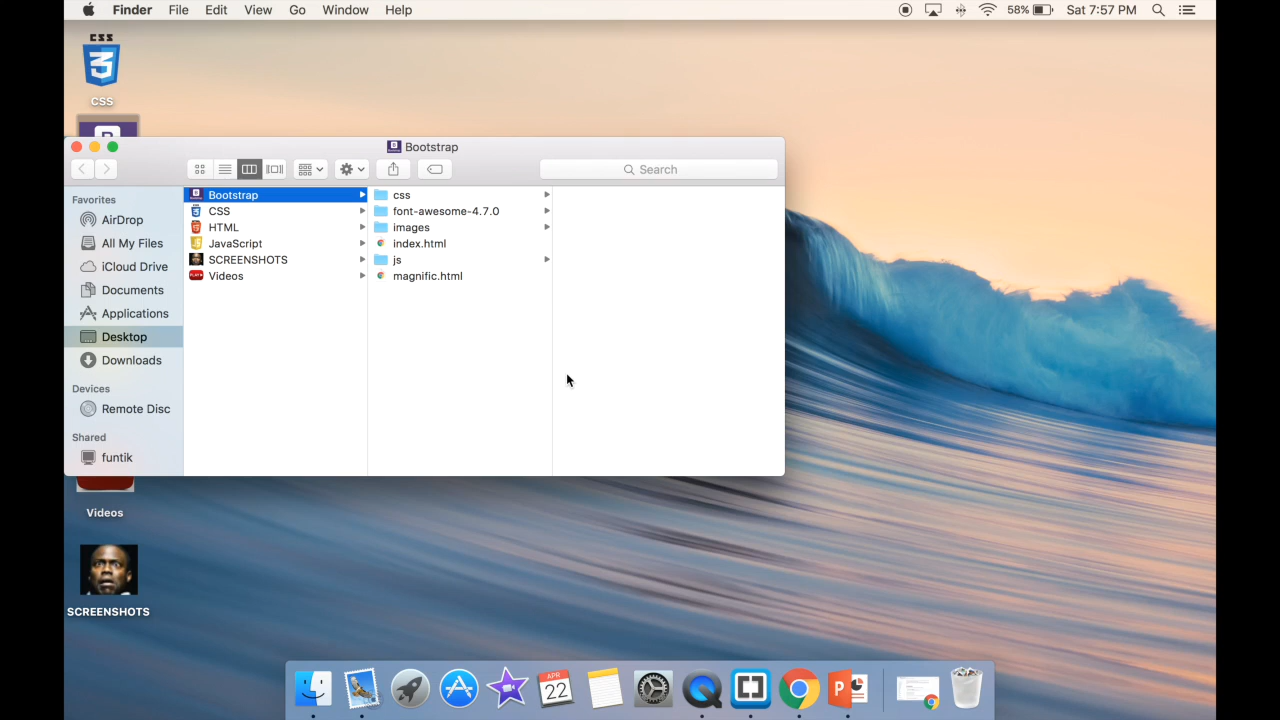 Finder File Edit View Go Window Help 58% Sat 7:57 PM
CSS
3
CSS
Bootstrap
Search
Favorites
AirDrop
All My Files
iCloud Drive
Documents
Applications
Desktop
Downloads
Devices
Remote Disc
Shared
funtik
Bootstrap
CSS
HTML
JavaScript
SCREENSHOTS
Videos
css
font-awesome-4.7.0
images
index.html
js
magnific.html
Videos
SCREENSHOTS
APR
22
P